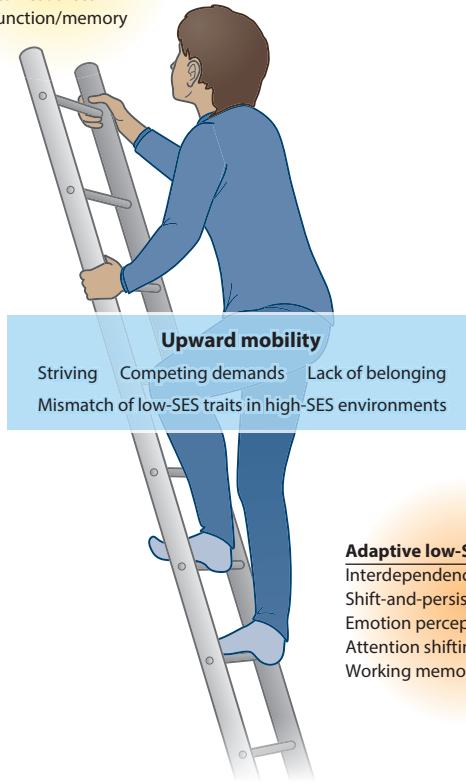 unction/memory
Upward mobility
Striving Competing demands Lack of belonging
Mismatch of low-SES traits in high-SES environments
Adaptive low-S
Interdependenc
Shift-and-persis
Emotion percep
Attention shiftin
Working memo